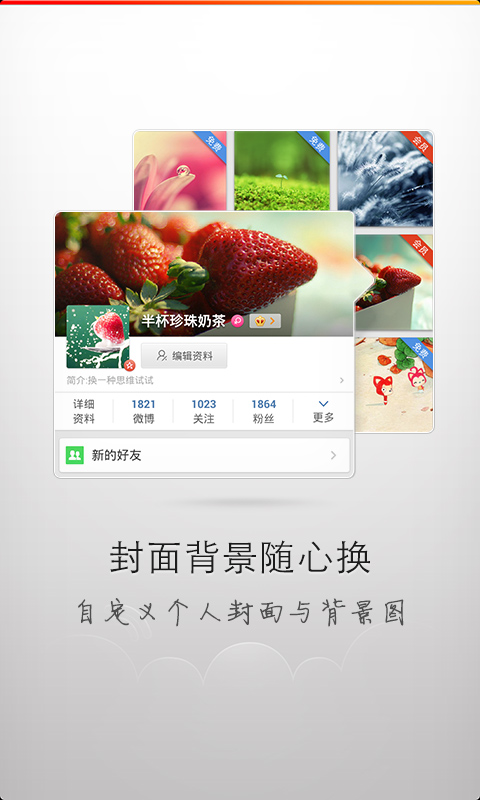 免费
免费
会员
会员
半杯珍珠奶茶
编辑资料
简介:换一种思维试试
免费
详细资料
1821
微博
1023
关注
1864
粉丝
更多
新的好友
封面背景随心换
自定义个人封面与背景图